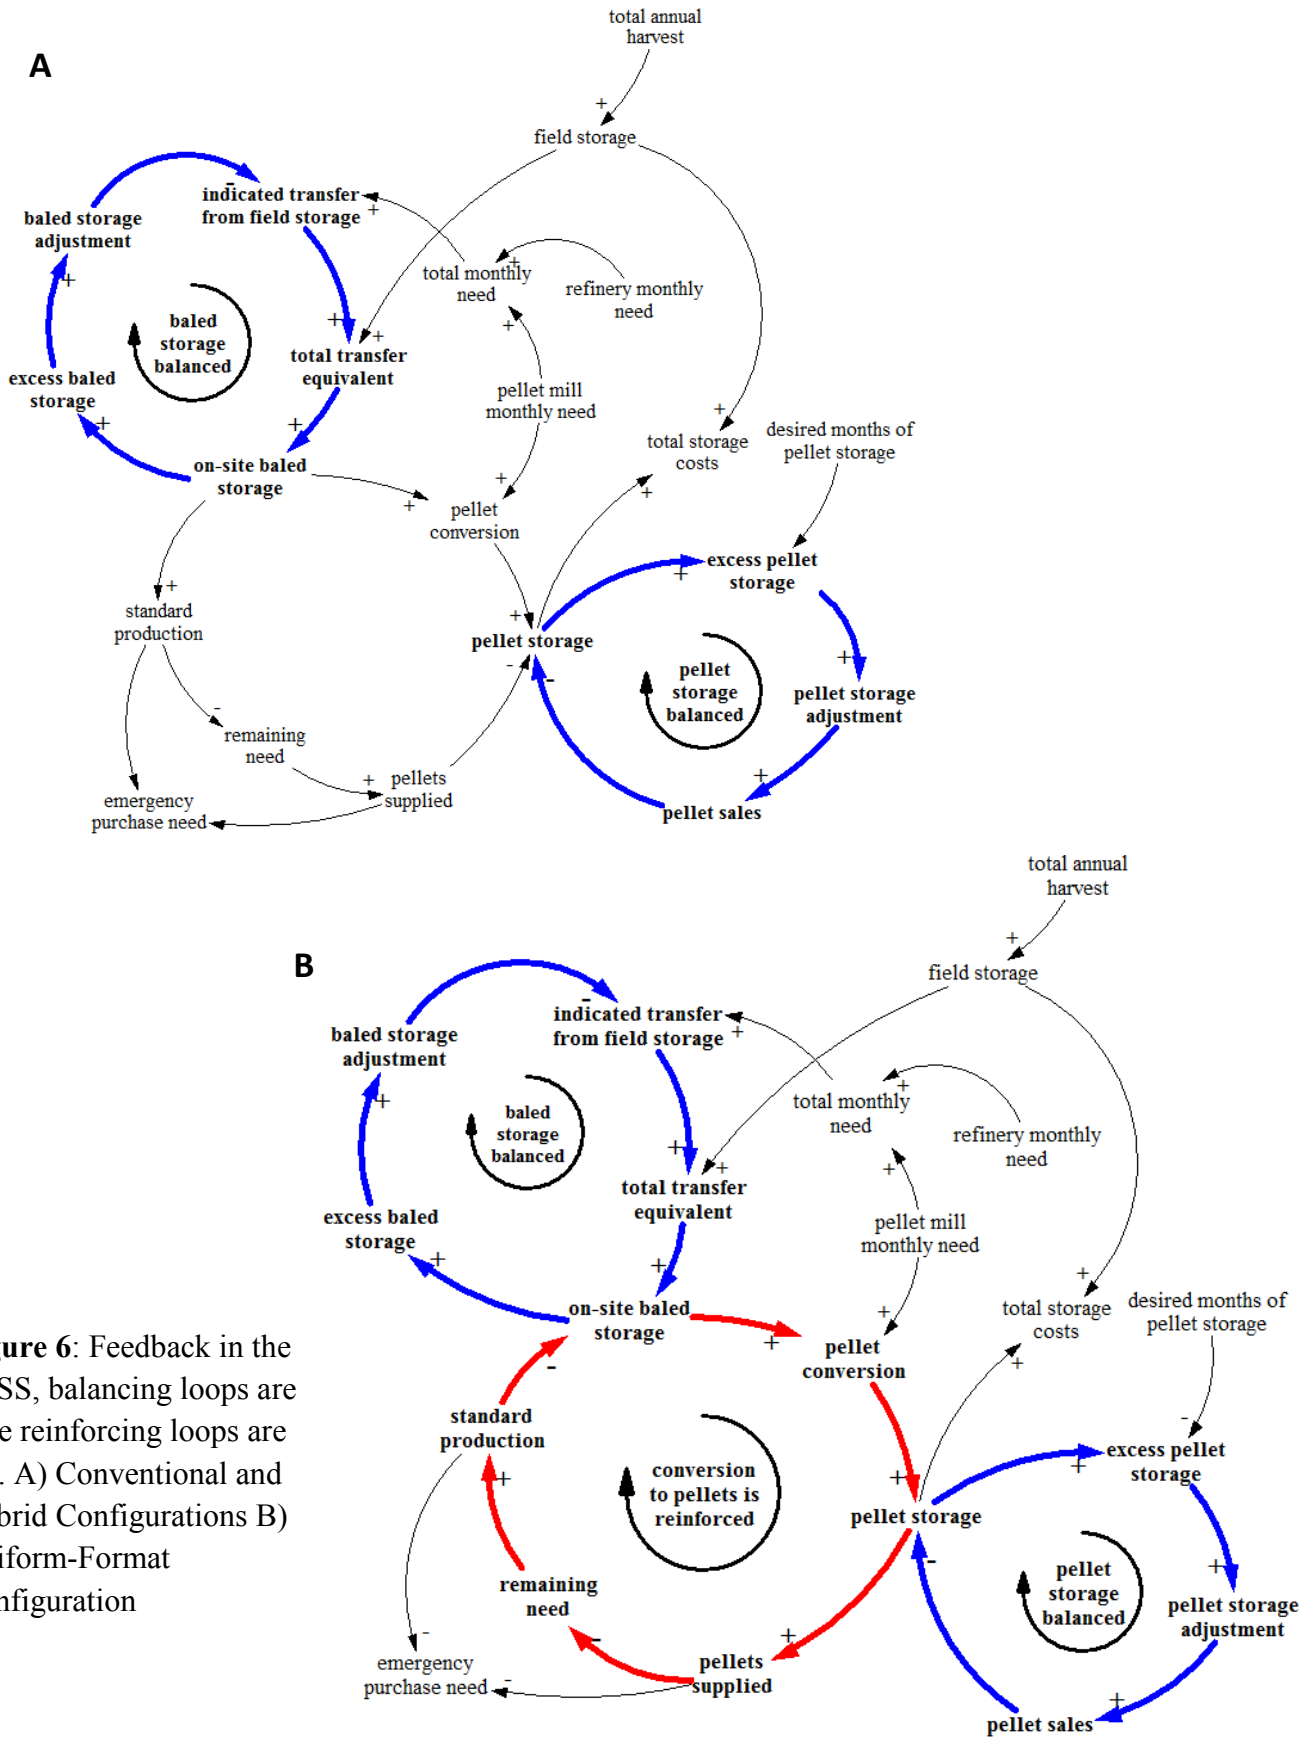 total annual
harvest
A
+
field storage
-
indicated transfer
from field storage
+
baled storage
adjustment
+
total monthly
need
+
refinery monthly
need
+
baled
storage
balanced
+
+
total transfer
equivalent
+
excess baled
storage
+
+
pellet mill
monthly need
+
total storage
costs
+
desired months of
pellet storage
on-site baled
storage
+
+
pellet
conversion
excess pellet
storage
+
+
standard
production
+
pellet storage
-
-
pellet
storage
balanced
+
pellet storage
adjustment
-
remaining
need
+
pellets
supplied
+
pellet sales
emergency
purchase need
total annual
harvest
B
+
field storage
-
indicated transfer
from field storage
+
baled storage
adjustment
+
total monthly
need
+
refinery monthly
need
+
baled
storage
balanced
+
+
total transfer
equivalent
+
excess baled
storage
+
pellet mill
monthly need
+
+
total storage
costs
+
desired months of
pellet storage
on-site baled
storage
+
pellet
conversion
-
gure 6: Feedback in the
SS, balancing loops are
e reinforcing loops are
. A) Conventional and
brid Configurations B)
iform-Format
nfiguration
standard
production
+
conversion
to pellets is
reinforced
+
pellet storage
-
excess pellet
storage
+
-
pellet
storage
balanced
+
pellet storage
adjustment
remaining
need
-
+
pellets
supplied
-
emergency
purchase need
-
+
pellet sales